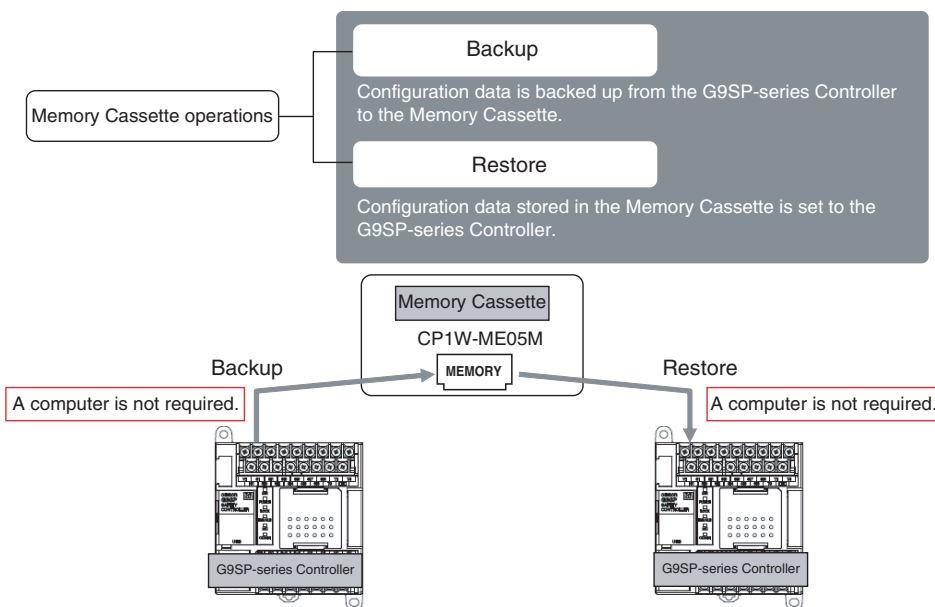 Backup
Configuration data is backed up from the G9SP-series Controller
to the Memory Cassette.
Memory Cassette operations
Restore
Configuration data stored in the Memory Cassette is set to the
G9SP-series Controller.
Memory Cassette
CP1W-ME05M
MEMORY
Backup
Restore
A computer is not required.
A computer is not required.
G9SP-series Controller
G9SP-series Controller